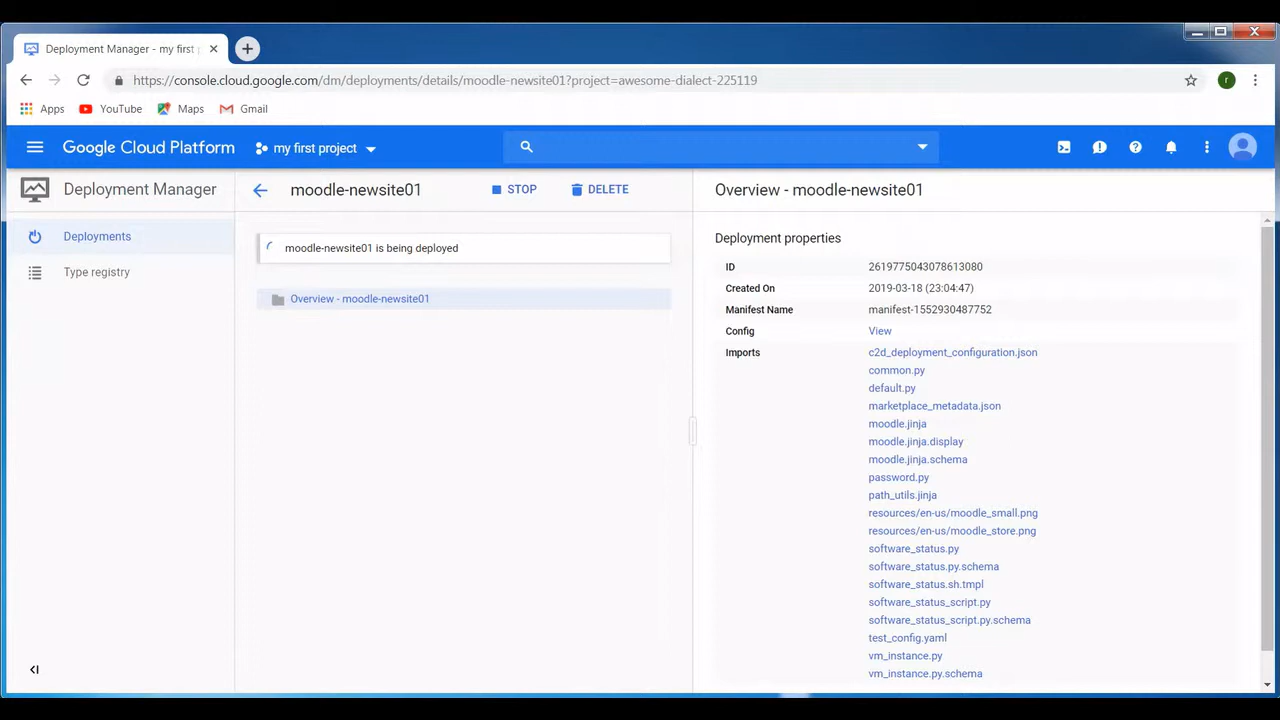 Deployment Manager - my first
https://console.cloud.google.com/dm/deployments/details/moodle-newsite01?project=awesome-dialect-225119
r
Apps YouTube Maps Gmail
Google Cloud Platform my first project
Deployment Manager
moodle-newsite01 STOP DELETE
Overview - moodle-newsite01
Deployments
Type registry
moodle-newsite01 is being deployed
Overview - moodle-newsite01
Deployment properties
ID 2619775043078613080
Created On 2019-03-18 (23:04:47)
Manifest Name manifest-1552930487752
Config View
Imports c2d_deployment_configuration.json
common.py
default.py
marketplace_metadata.json
moodle.jinja
moodle.jinja.display
moodle.jinja.schema
password.py
path_utils.jinja
resources/en-us/moodle_small.png
resources/en-us/moodle_store.png
software_status.py
software_status.py.schema
software_status.sh.tmpl
software_status_script.py
software_status_script.py.schema
test_config.yaml
vm_instance.py
vm_instance.py.schema